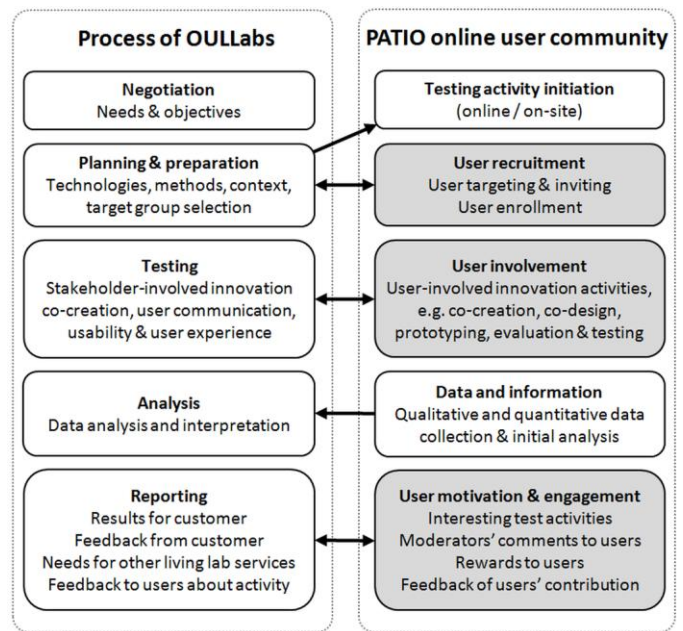 Process of OULLabs
Negotiation
Needs & objectives
Planning & preparation
Technologies, methods, context,
target group selection
Testing
Stakeholder-involved innovation
co-creation, user communication,
usability & user experience
Analysis
Data analysis and interpretation
Reporting
Results for customer
Feedback from customer
Needs for other living lab services
Feedback to users about activity
PATIO online user community
Testing activity initiation
(online / on-site)
User recruitment
User targeting & inviting
User enrollment
User involvement
User-involved innovation activities,
e.g. co-creation, co-design,
prototyping, evaluation & testing
Data and information
Qualitative and quantitative data
collection & initial analysis
User motivation & engagement
Interesting test activities
Moderators' comments to users
Rewards to users
Feedback of users' contribution